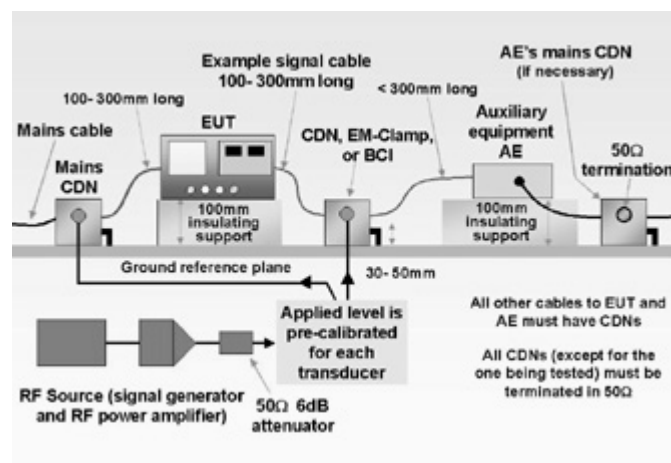 AE's mains CDN
(if necessary)
Example signal cable
100- 300mm long
< 300mm long
100- 300mm long
EUT
Auxiliary
equipment
AE
Mains cable
CDN, EM-Clamp,
or BCI
50Ω
termination
Mains
CDN
100mm
insulating
support
100mm
insulating
support
Ground reference plane
30- 50mm
Applied level is
pre-calibrated
for each
transducer
All other cables to EUT and
AE must have CDNs
All CDNs (except for the
one being tested) must be
terminated in 50Ω
RF Source (signal generator
and RF power amplifier)
50Ω 6dB
attenuator